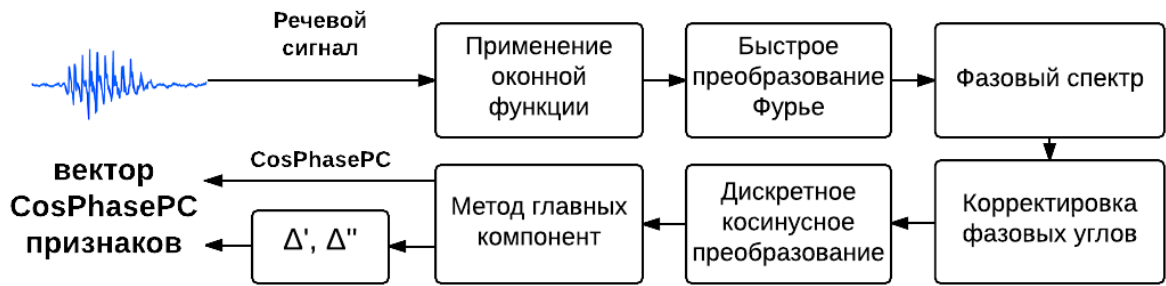 Речевой
сигнал
Применение
оконной
функции
Быстрое
преобразование
Фурье
Фазовый спектр
Корректировка
фазовых углов
Дискретное
косинусное
преобразование
Метод главных
компонент
CosPhasePC
Δ', Δ"
вектор
CosPhasePC
признаков